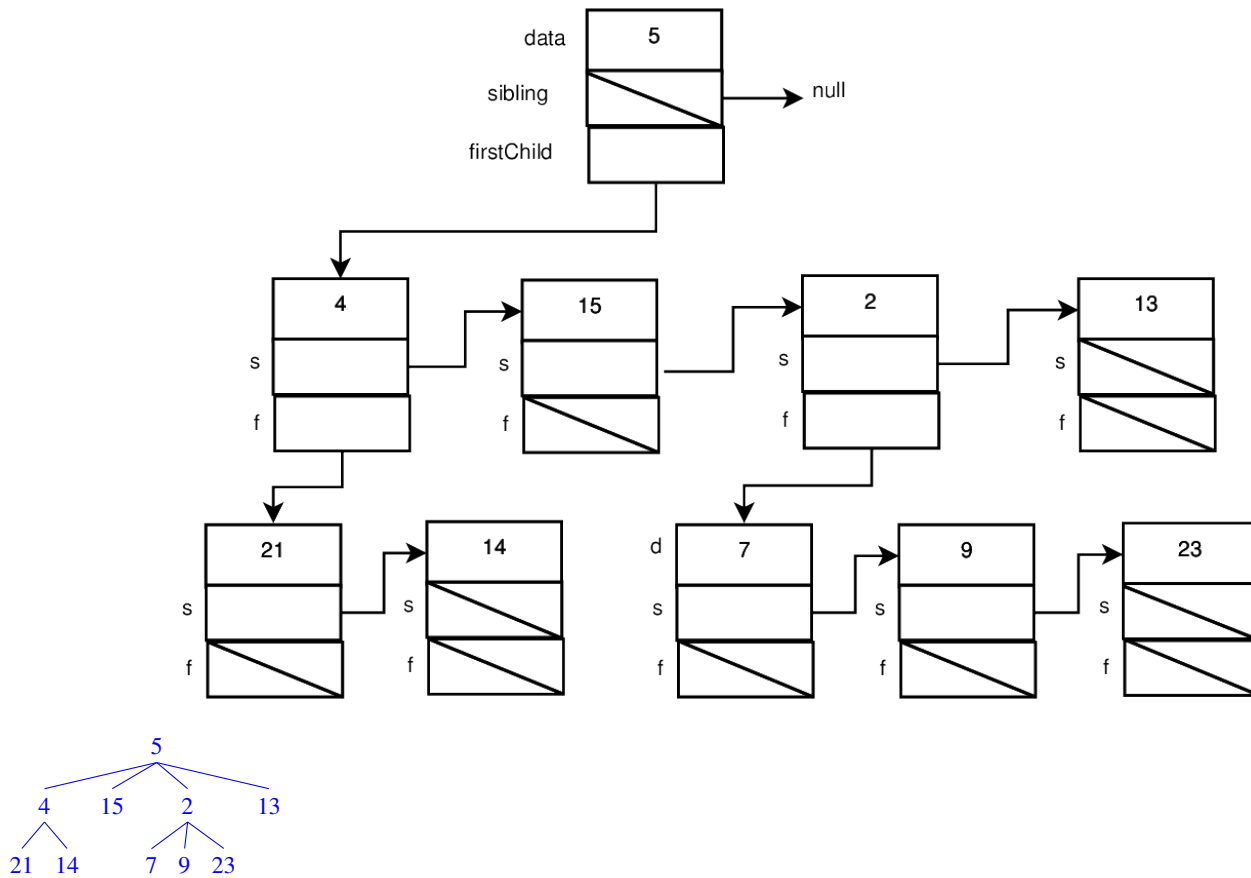 data 5
sibling null
firstChild
4 15 2 13
s s s s
f f f f
21 14 d 7 9 23
s s s s s
f f f f f
5
4 15 2 13
21 14 7 9 23